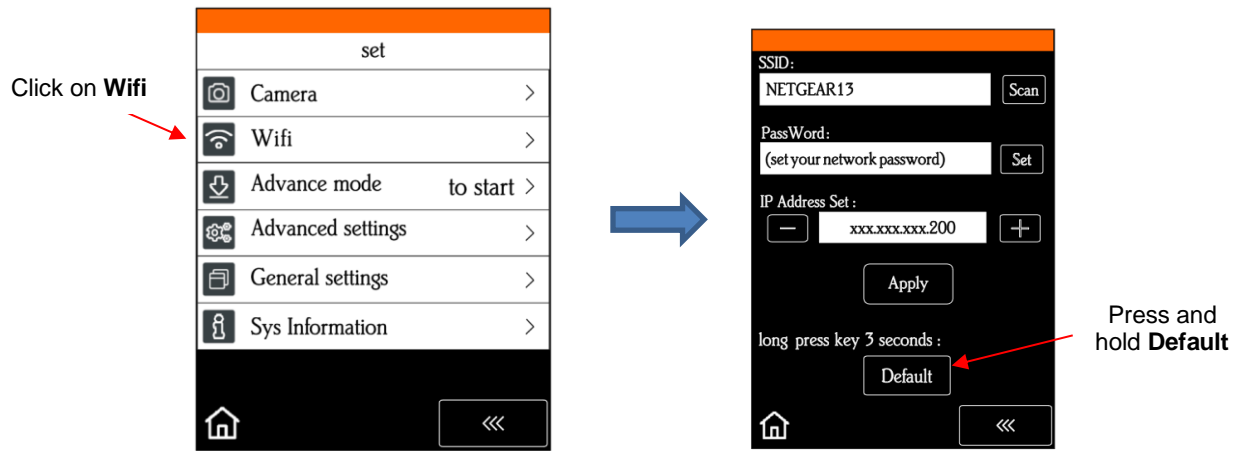 Click on Wifi
set
Camera >
Wifi >
Advance mode to start >
Advanced settings >
General settings >
Sys Information >
<<<
SSID:
NETGEAR13 Scan
PassWord:
(set your network password) Set
IP Address Set :
— xxx.xxx.xxx.200 +
Apply
long press key 3 seconds :
Default
<<<
Press and
hold Default